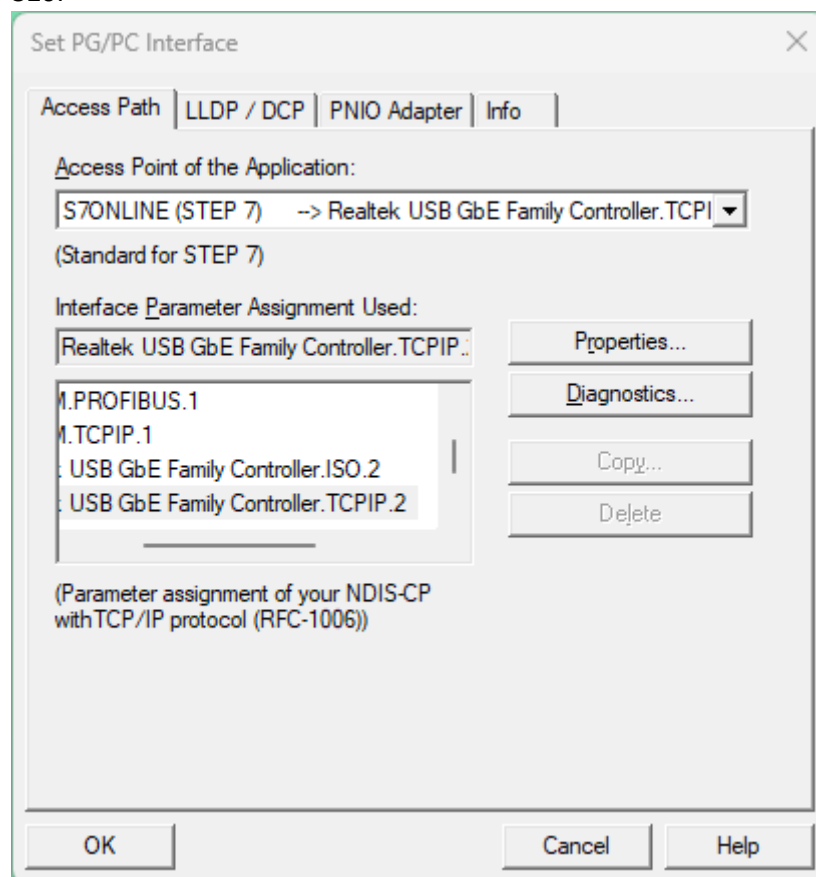 Set PG/PC Interface
Access Path LLDP / DCP PNIO Adapter Info
Access Point of the Application:
S7ONLINE (STEP 7) --> Realtek USB GbE Family Controller.TCPI
(Standard for STEP 7)
Interface Parameter Assignment Used:
Realtek USB GbE Family Controller.TCPIP.
Properties...
Diagnostics...
Copy...
Delete
M.PROFIBUS.1
M.TCPIP.1
USB GbE Family Controller.ISO.2
USB GbE Family Controller.TCPIP.2
(Parameter assignment of your NDIS-CP
with TCP/IP protocol (RFC-1006))
OK Cancel Help